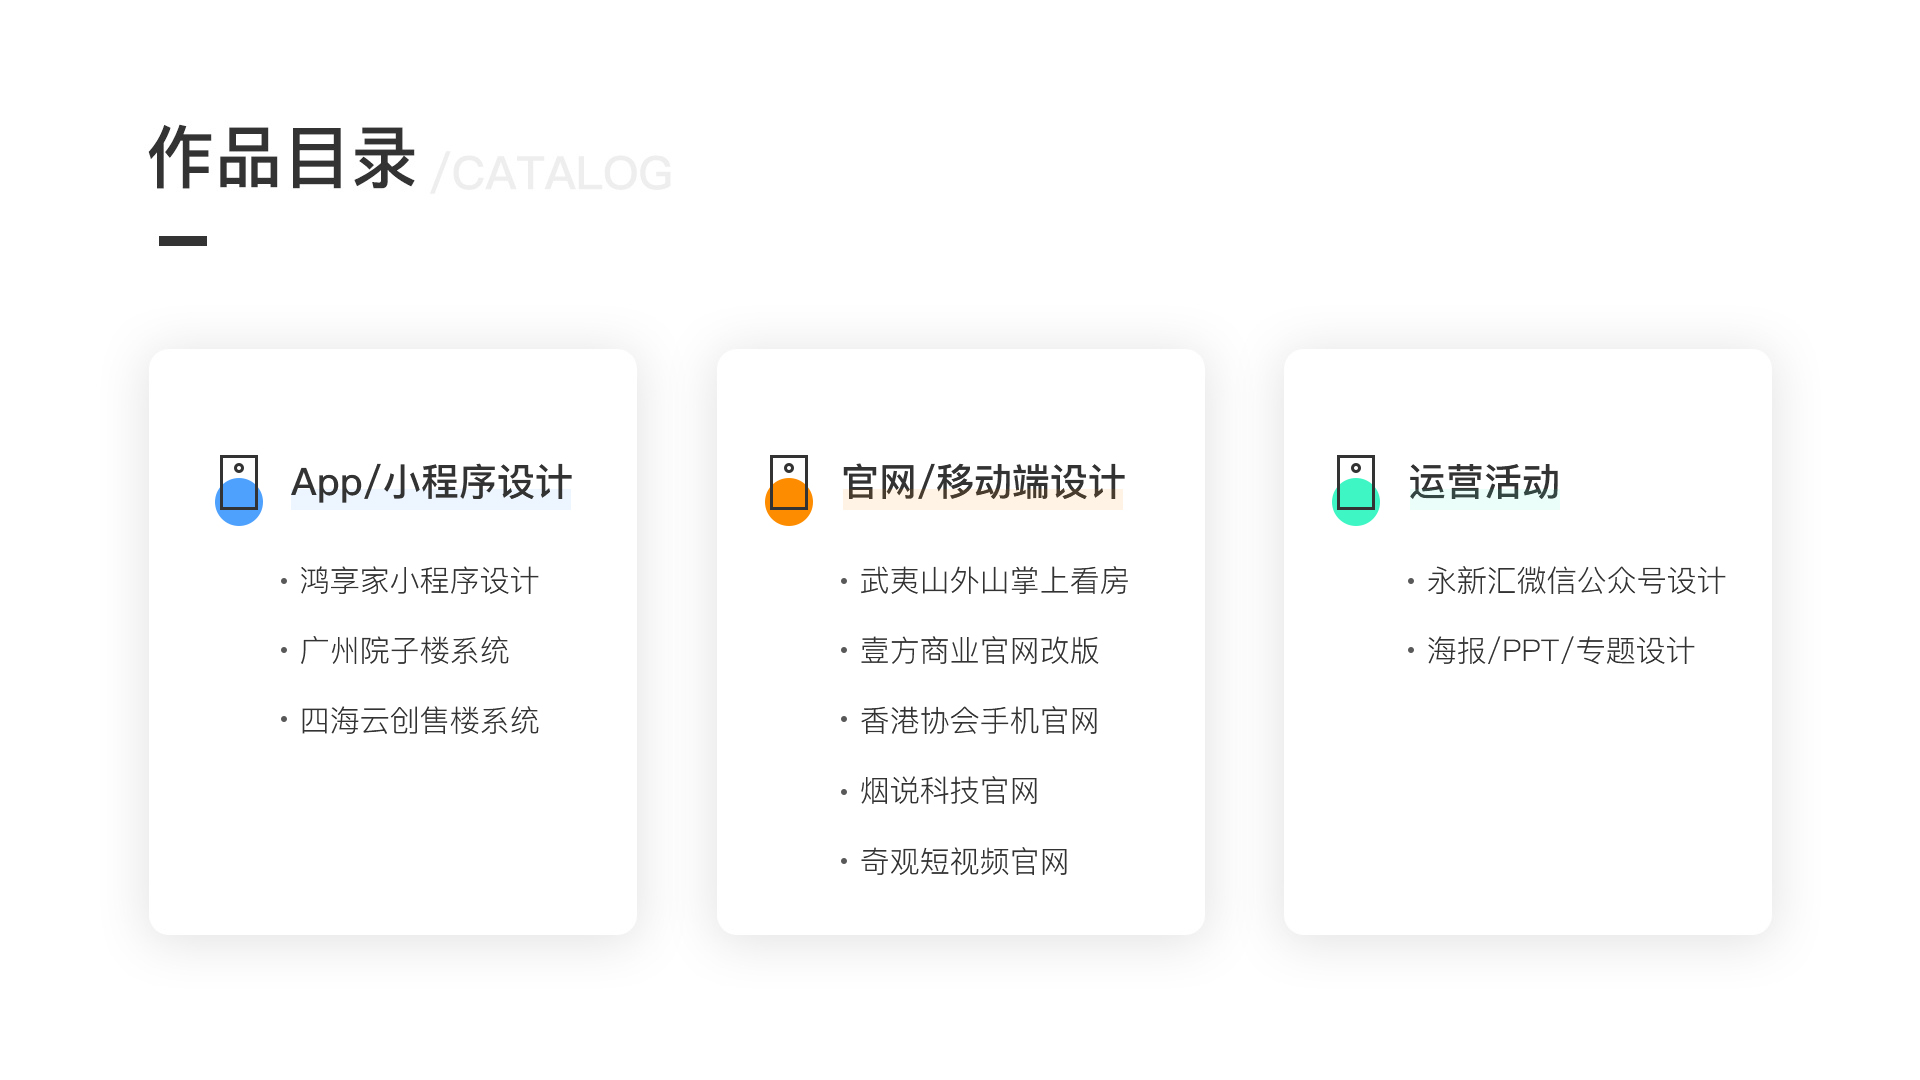 作品目录 /CATALOG
App/小程序设计
· 鸿享家小程序设计
· 广州院子楼系统
· 四海云创售楼系统
官网/移动端设计
· 武夷山外山掌上看房
· 壹方商业官网改版
· 香港协会手机官网
· 烟说科技官网
· 奇观短视频官网
运营活动
· 永新汇微信公众号设计
· 海报/PPT/专题设计